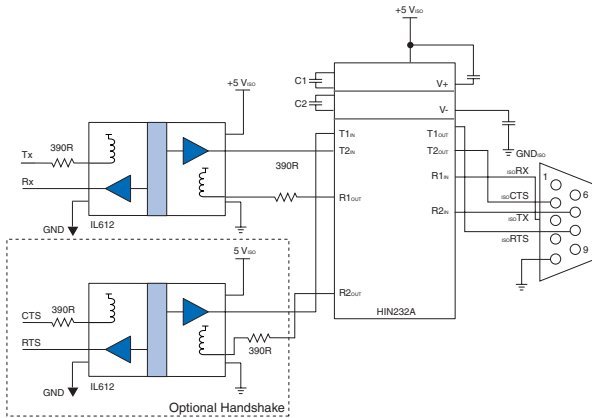 +5 VISO
C1
C2
V+
V-
+5 VISO
390R
Tx
Rx
GND
IL612
390R
T1IN
T2IN
R1OUT
R2OUT
T1OUT
T2OUT
R1IN
R2IN
HIN232A
GNDISO
ISORX
ISOCTS
ISOTX
ISORTS
1
6
9
5 VISO
390R
CTS
RTS
GND
IL612
390R
Optional Handshake